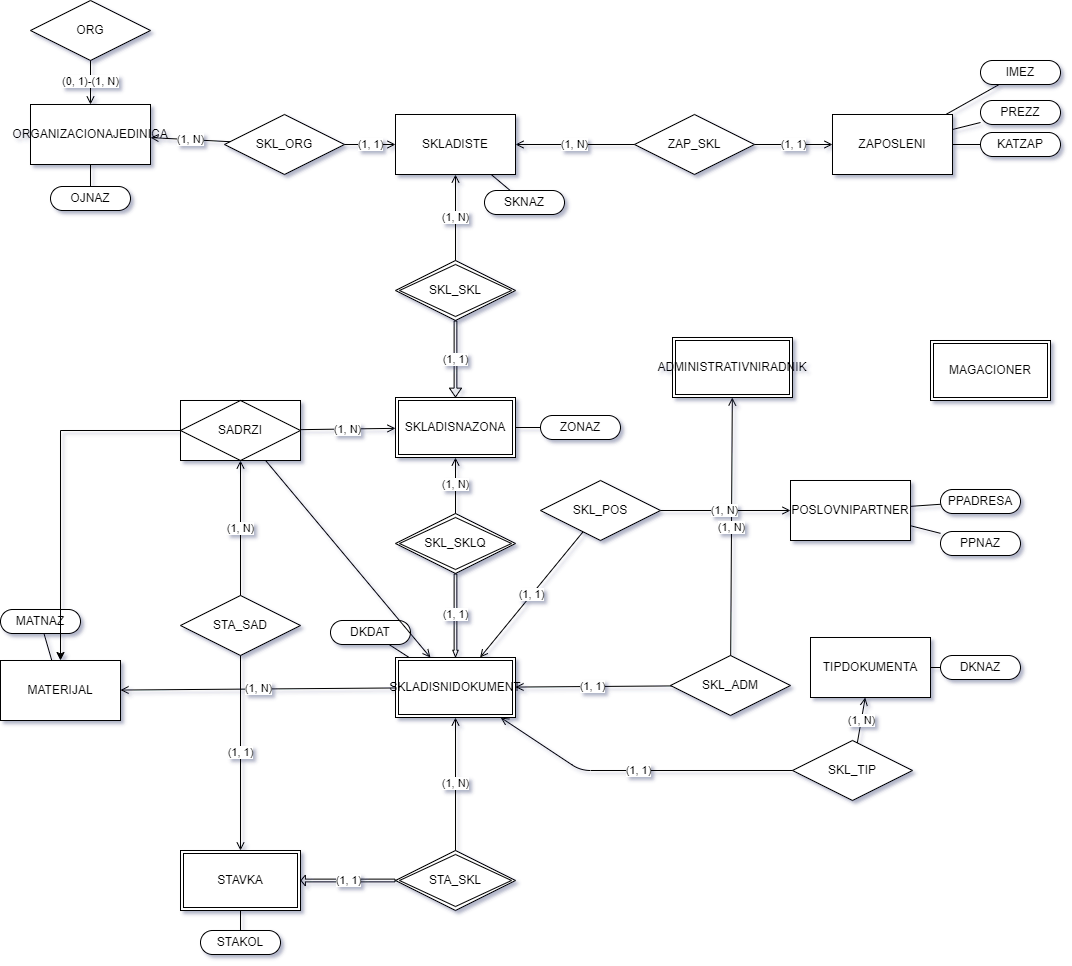 ORG
(0, 1)-(1, N)
IMEZ
PREZZ
ORGANIZACIONAJEDINICA
(1, N)
SKL_ORG
(1, 1)
SKLADISTE
(1, N)
ZAP_SKL
(1, 1)
ZAPOSLENI
KATZAP
OJNAZ
SKNAZ
(1, N)
SKL_SKL
(1, 1)
ADMINISTRATIVNIRADNIK
MAGACIONER
SADRZI
(1, N)
SKLADISNAZONA
ZONAZ
(1, N)
PPADRESA
SKL_POS
(1, N)
POSLOVNIPARTNER
(1, N)
(1, N)
SKL_SKLQ
PPNAZ
(1, 1)
(1, 1)
MATNAZ
STA_SAD
DKDAT
TIPDOKUMENTA
DKNAZ
MATERIJAL
(1, N)
SKLADISNIDOKUMENT
(1, 1)
SKL_ADM
(1, N)
(1, 1)
(1, N)
(1, 1)
SKL_TIP
STAVKA
(1, 1)
STA_SKL
STAKOL